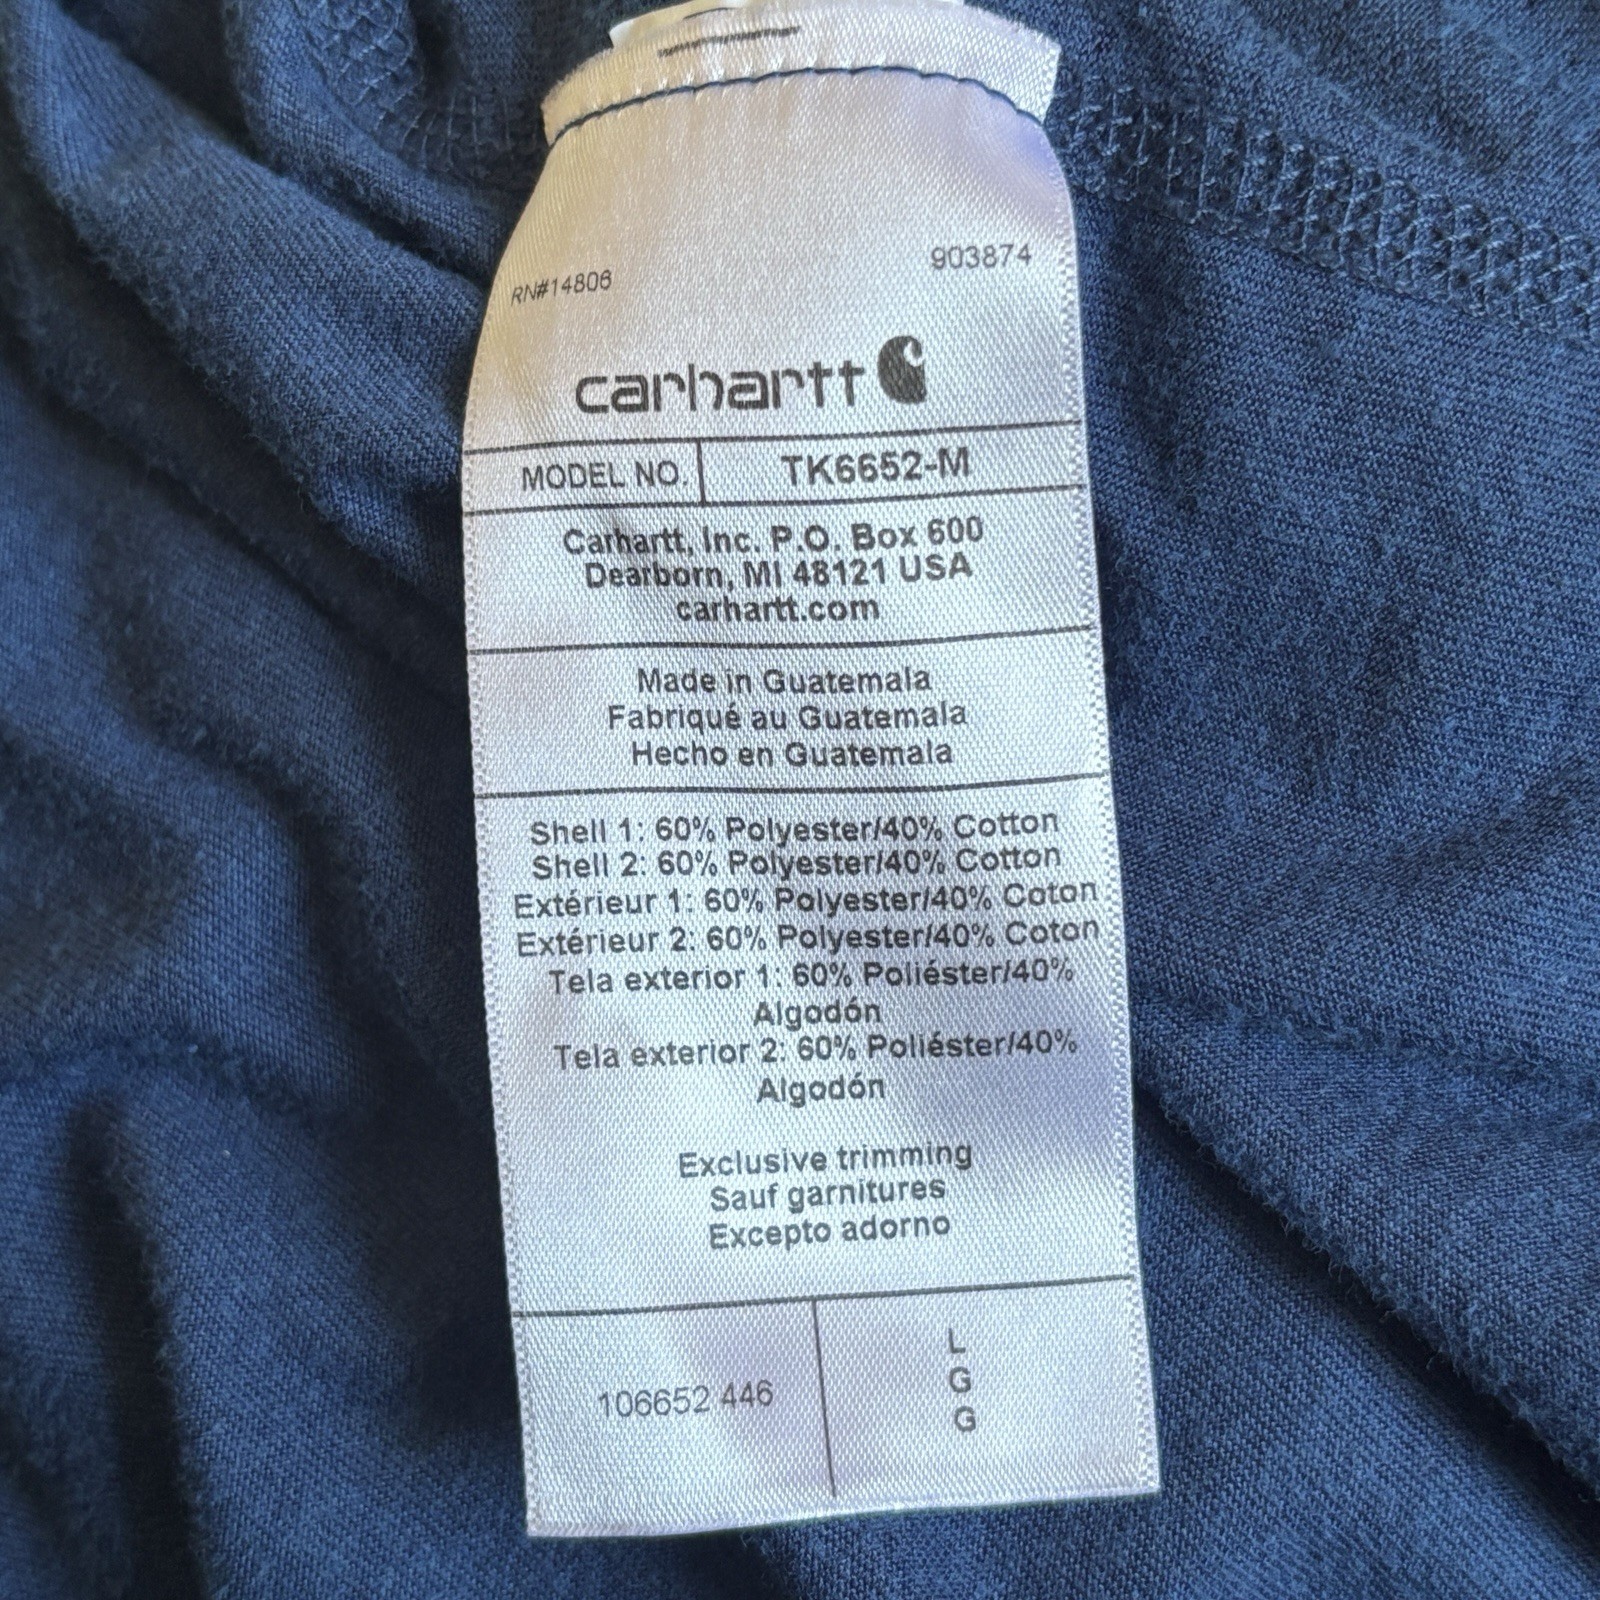 RN#14806 903874
carhartt
MODEL NO. TK6652-M
Carhartt, Inc. P.O. Box 600
Dearborn, MI 48121 USA
carhartt.com
Made in Guatemala
Fabriqué au Guatemala
Hecho en Guatemala
Shell 1: 60% Polyester/40% Cotton
Shell 2: 60% Polyester/40% Cotton
Extérieur 1: 60% Polyester/40% Coton
Extérieur 2: 60% Polyester/40% Coton
Tela exterior 1: 60% Poliéster/40%
Algodón
Tela exterior 2: 60% Poliéster/40%
Algodón
Exclusive trimming
Sauf garnitures
Excepto adorno
106652 446
L
G
G